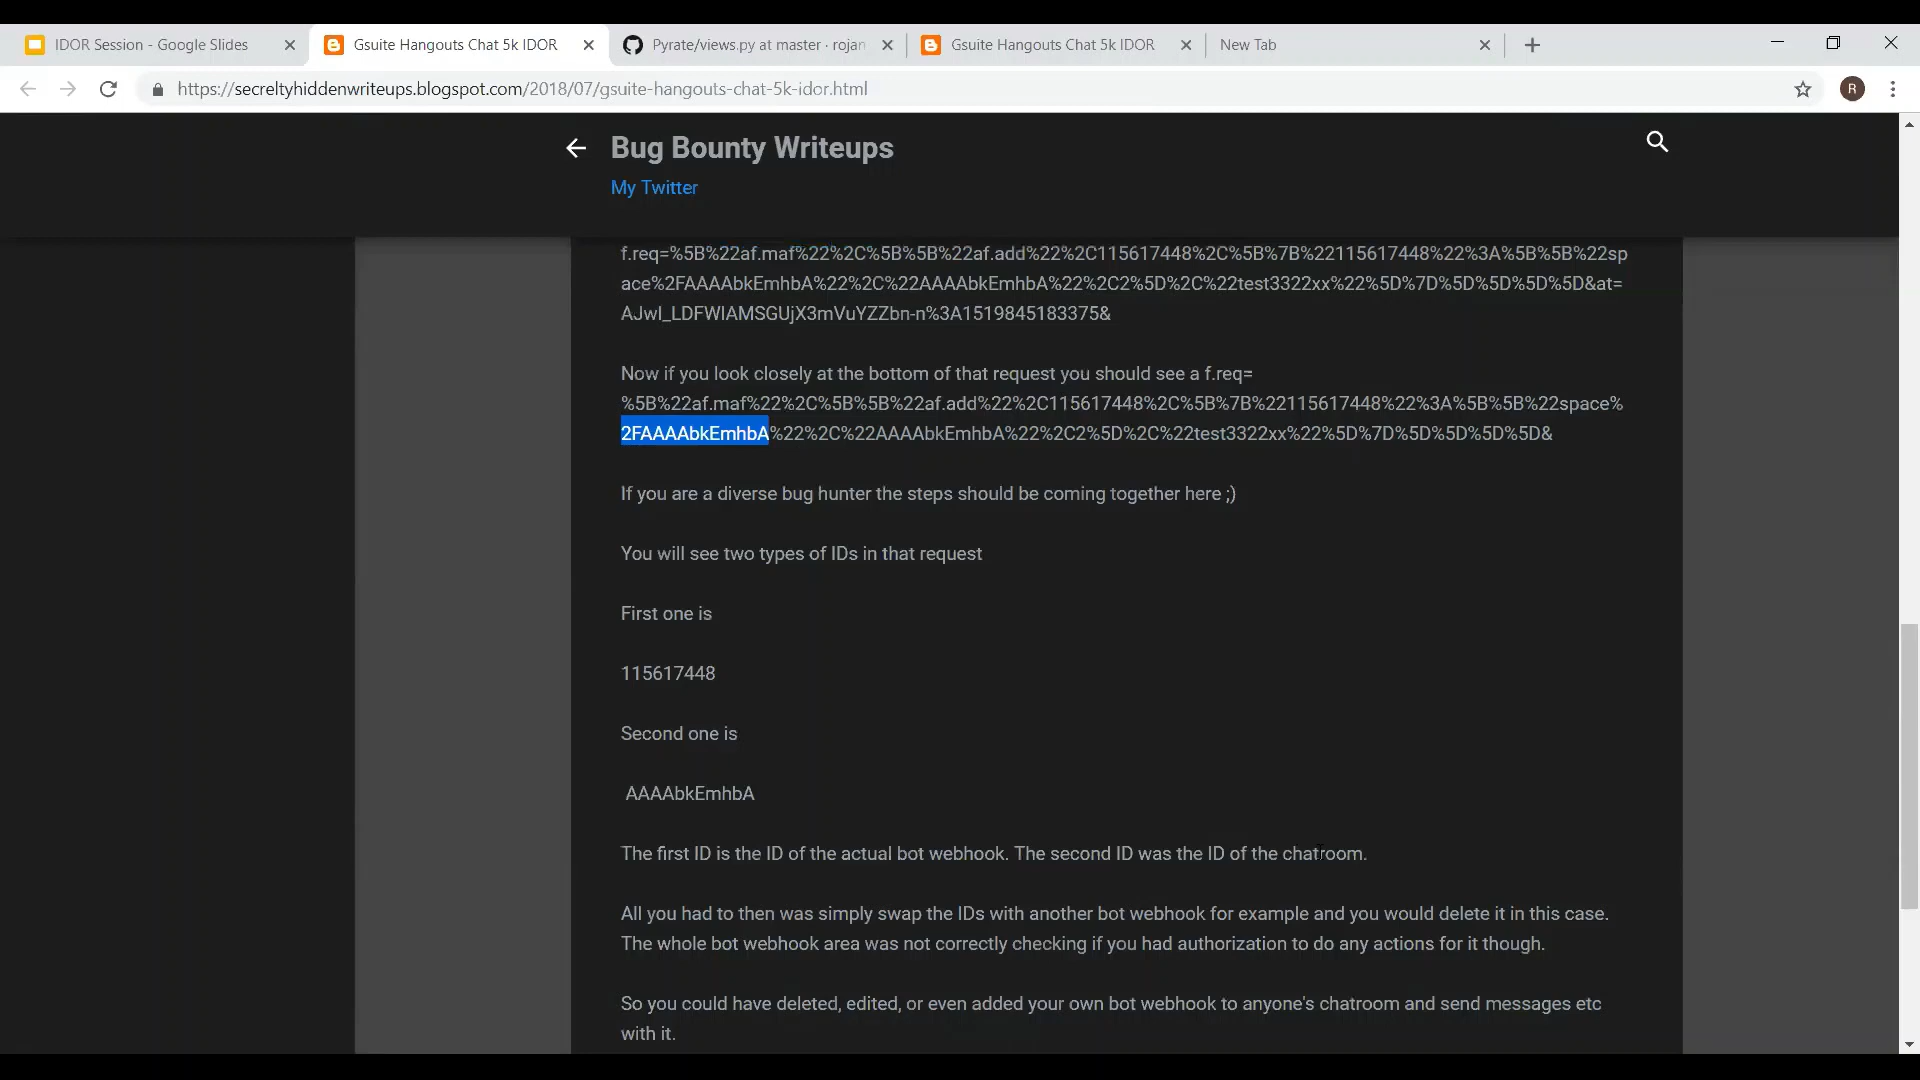 IDOR Session - Google Slides
Gsuite Hangouts Chat 5k IDOR
Pyrate/views.py at master · rojan
Gsuite Hangouts Chat 5k IDOR
New Tab
https://secreltyhiddenwriteups.blogspot.com/2018/07/gsuite-hangouts-chat-5k-idor.html
R
Bug Bounty Writeups
My Twitter
f.req=%5B%22af.maf%22%2C%5B%5B%22af.add%22%2C115617448%2C%5B%7B%22115617448%22%3A%5B%5B%22sp
ace%2FAAAAbkEmhbA%22%2C%22AAAAbkEmhbA%22%2C2%5D%2C%22test3322xx%22%5D%7D%5D%5D%5D%5D&at=
AJwI_LDFWIAMSGUjX3mVuYZZbn-n%3A1519845183375&
Now if you look closely at the bottom of that request you should see a f.req=
%5B%22af.maf%22%2C%5B%5B%22af.add%22%2C115617448%2C%5B%7B%22115617448%22%3A%5B%5B%22space%
2FAAAAbkEmhbA%22%2C%22AAAAbkEmhbA%22%2C2%5D%2C%22test3322xx%22%5D%7D%5D%5D%5D%5D&
If you are a diverse bug hunter the steps should be coming together here ;)
You will see two types of IDs in that request
First one is
115617448
Second one is
AAAAbkEmhbA
The first ID is the ID of the actual bot webhook. The second ID was the ID of the chatroom.
All you had to then was simply swap the IDs with another bot webhook for example and you would delete it in this case.
The whole bot webhook area was not correctly checking if you had authorization to do any actions for it though.
So you could have deleted, edited, or even added your own bot webhook to anyone's chatroom and send messages etc
with it.